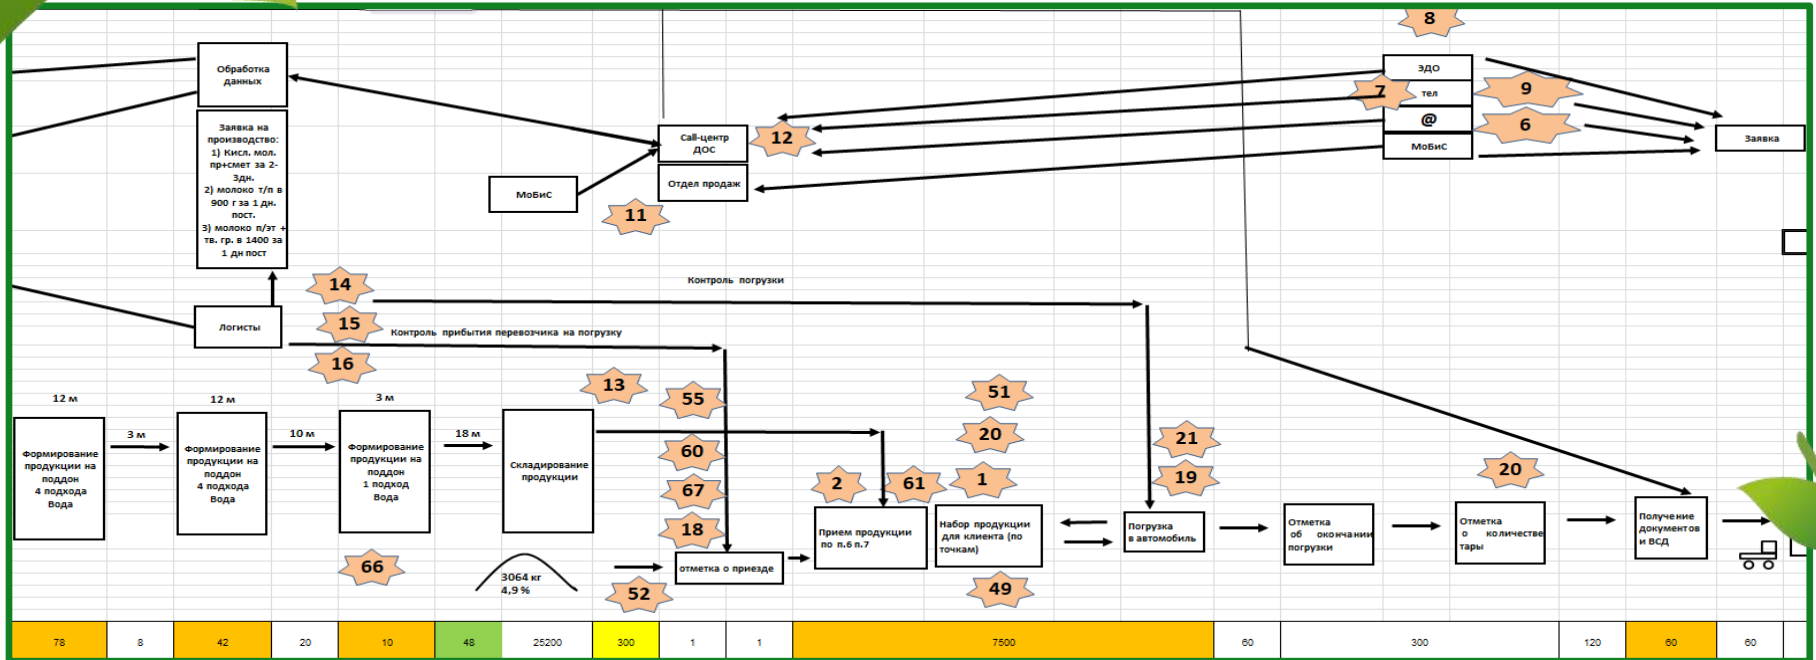 8
Обработка
данных
ЭДО
7
тел
9
@
6
МоБиС
Заявка
Заявка на
производство:
1) Кисл. мол.
пр+смет за 2-
3дн.
2) молоко т/п в
900 г за 1 дн.
пост.
3) молоко п/эт +
тв. гр. в 1400 за
1 дн пост
Call-центр
ДОС
12
Отдел продаж
МоБиС
11
14
Контроль погрузки
Логисты
15
Контроль прибытия перевозчика на погрузку
16
13
55
51
12 м
12 м
3 м
3 м
10 м
18 м
Формирование
продукции на
поддон
4 подхода
Вода
Формирование
продукции на
поддон
4 подхода
Вода
Формирование
продукции на
поддон
1 подход
Вода
Складирование
продукции
60
67
18
20
21
2
61
1
19
20
Прием продукции
по п.6 п.7
Набор продукции
для клиента (по
точкам)
Погрузка
в автомобиль
Отметка
об окончании
погрузки
Отметка
о количестве
тары
Получение
документов
и ВСД
66
3064 кг
4,9 %
52
отметка о приезде
49
78 8 42 20 10 48 25200 300 1 1 7500 60 300 120 60 60